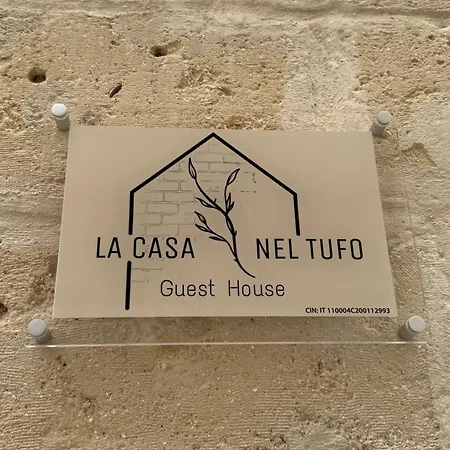 LA CASA NEL TUFO
Guest House
CIN: IT 110004C200112993